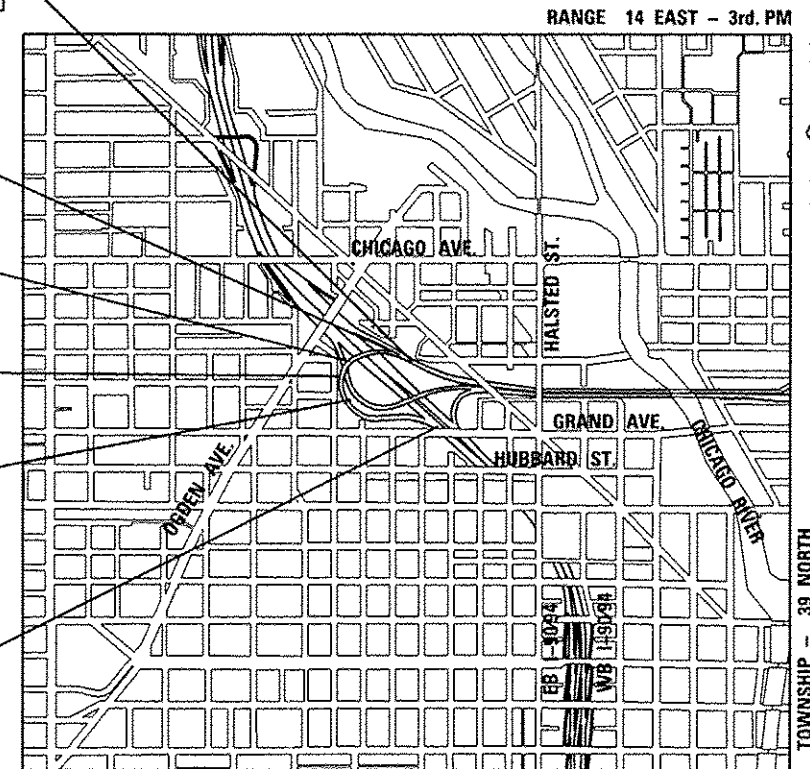 RANGE 14 EAST - 3rd. PM
CHICAGO AVE.
HALSTED ST.
GRAND AVE.
HUBBARD ST.
CHICAGO RIVER
OGDEN AVE.
EB I-90/94
WB I-90/94
TOWNSHIP - 39 NORTH